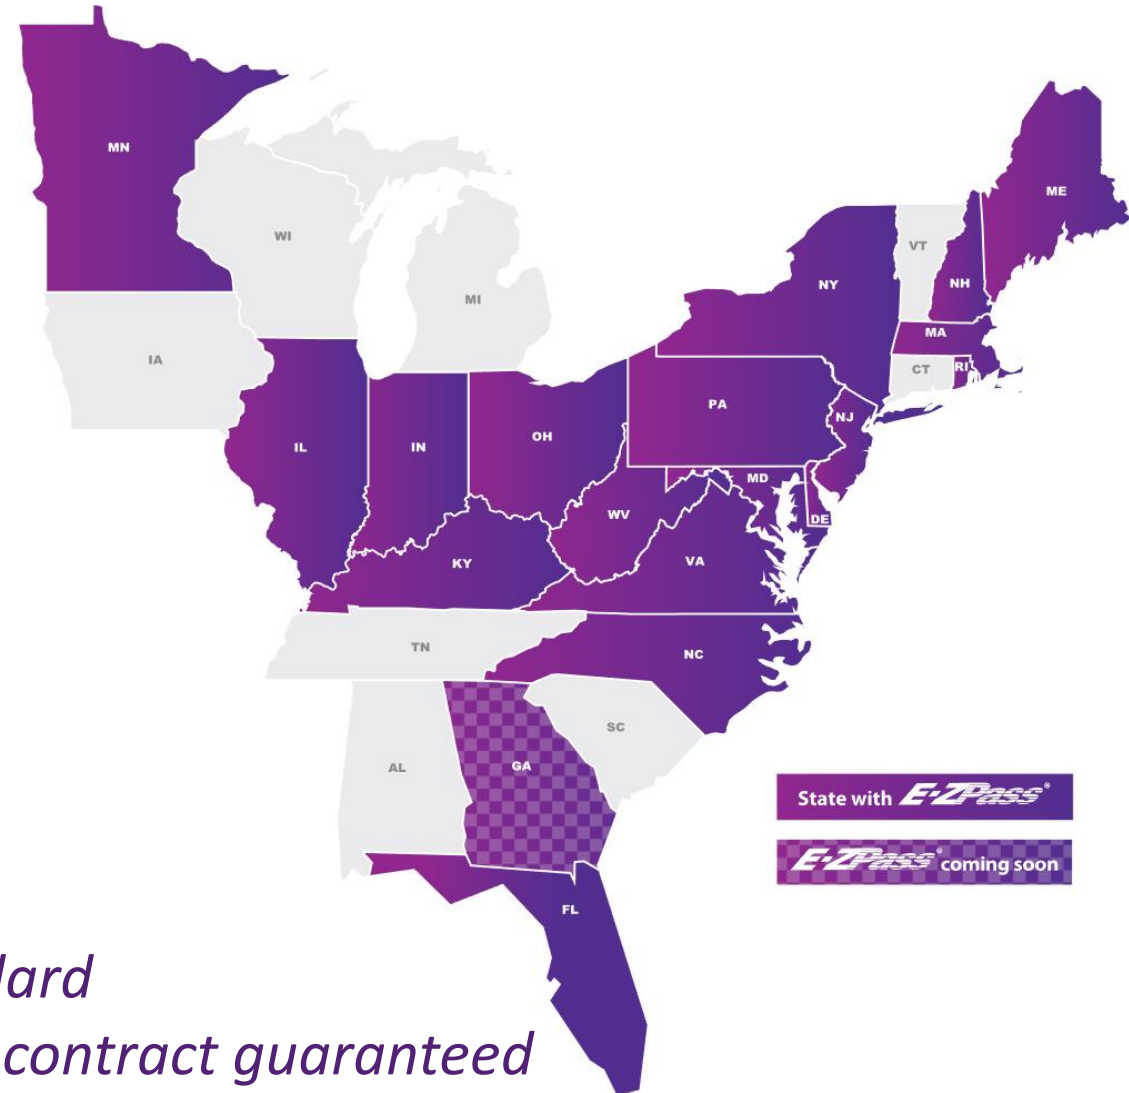 MN
ME
WI
VT
NY
NH
MI
MA
IA
CT
RI
PA
NJ
OH
IL
IN
MD
WV
DE
KY
VA
TN
NC
SC
GA
AL
State with E-ZPass®
E-ZPass® coming soon
FL
lard
contract guaranteed